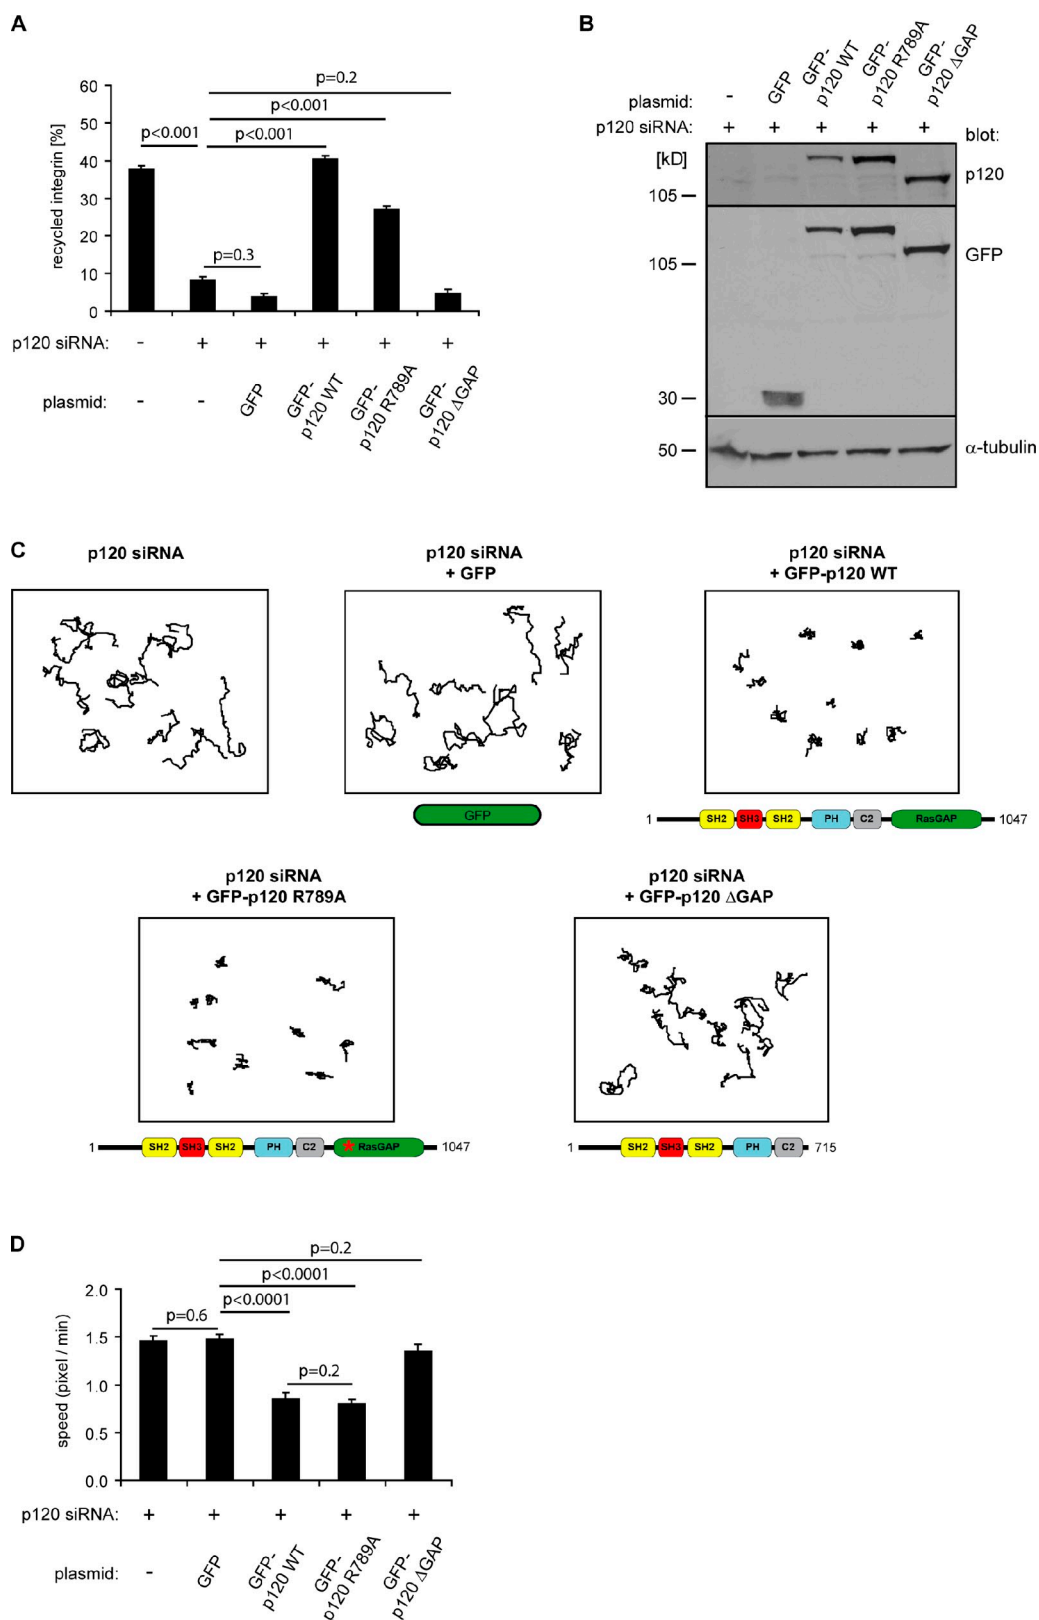 A
p=0.2
p<0.001
p<0.001 p<0.001
p=0.3
60
50
40
30
20
10
0
recycled integrin [%]
p120 siRNA: - + + + + +
plasmid: - - GFP GFP-p120 WT GFP-p120 R789A GFP-p120 ΔGAP
B
plasmid: - GFP GFP-p120 WT GFP-p120 R789A GFP-p120 ΔGAP
p120 siRNA: + + + + + blot:
[kD]
p120
105
GFP
105
30
50
α-tubulin
C
p120 siRNA
p120 siRNA
+ GFP
GFP
p120 siRNA
+ GFP-p120 WT
1 SH2 SH3 SH2 PH C2 RasGAP 1047
p120 siRNA
+ GFP-p120 R789A
1 SH2 SH3 SH2 PH C2 RasGAP 1047
p120 siRNA
+ GFP-p120 ΔGAP
1 SH2 SH3 SH2 PH C2 715
D
p=0.2
p<0.0001
p<0.0001
p=0.6
p=0.2
2.0
1.5
1.0
0.5
0.0
speed (pixel / min)
p120 siRNA: + + + + +
plasmid: - GFP GFP-p120 WT GFP-p120 R789A GFP-p120 ΔGAP